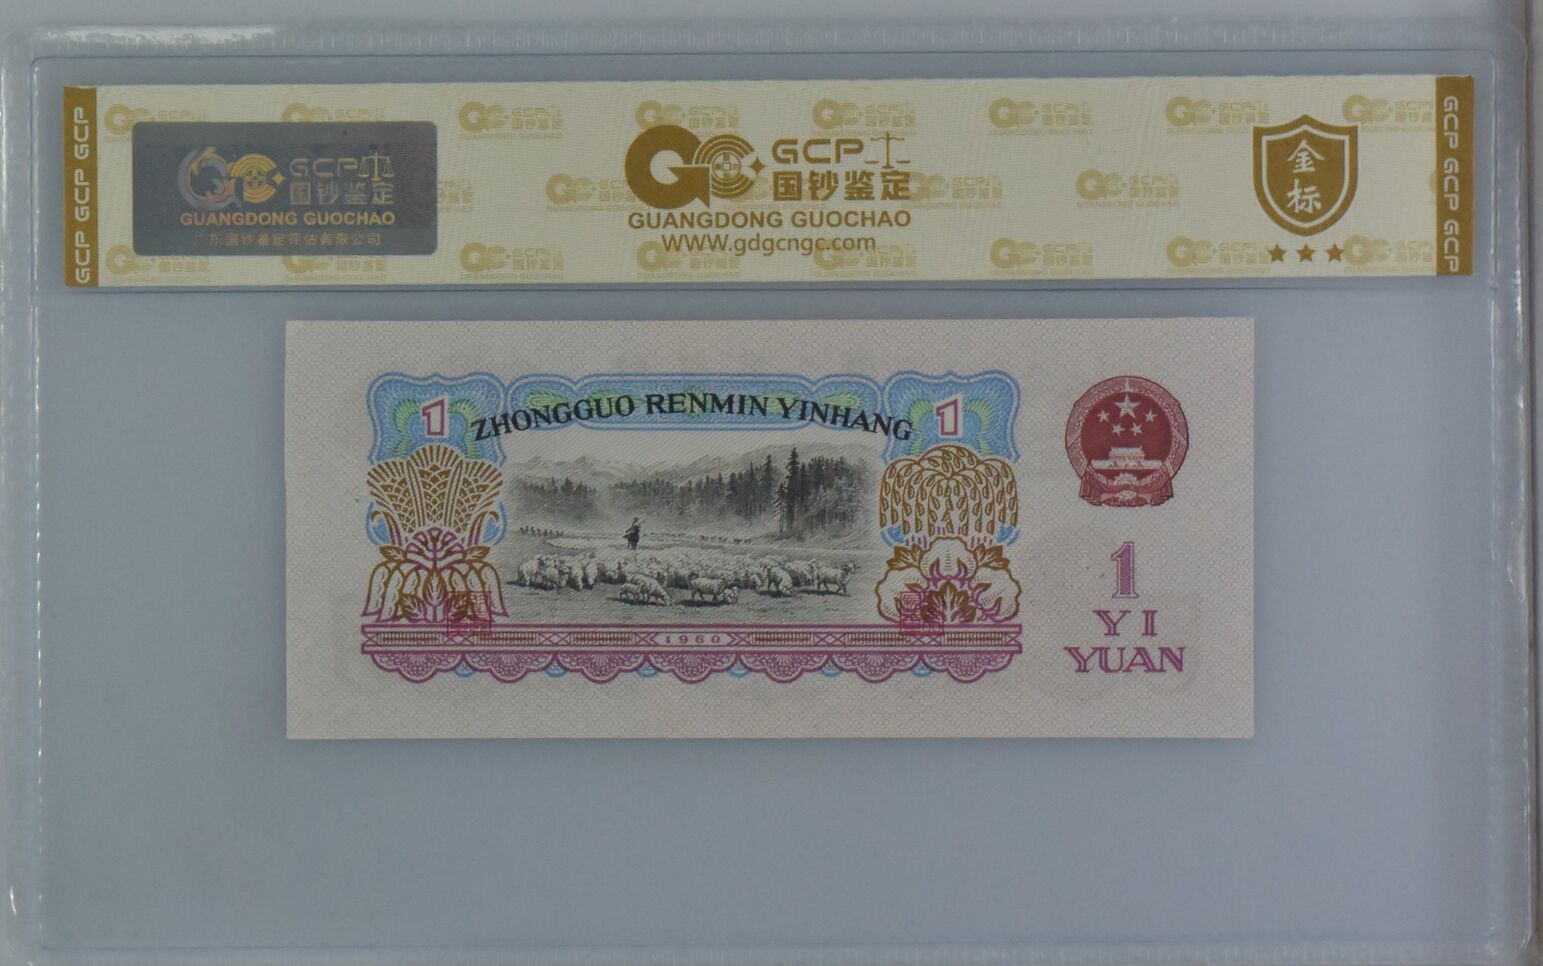 GCP GCP
GCP
国钞鉴定
GUANGDONG GUOCHAO
广东国钞鉴定评估有限公司
GCP
国钞鉴定
GUANGDONG GUOCHAO
WWW.gdgcngc.com
金
标
GCP GCP
1
ZHONGGUO RENMIN YINHANG
1
1960
1
YI
YUAN